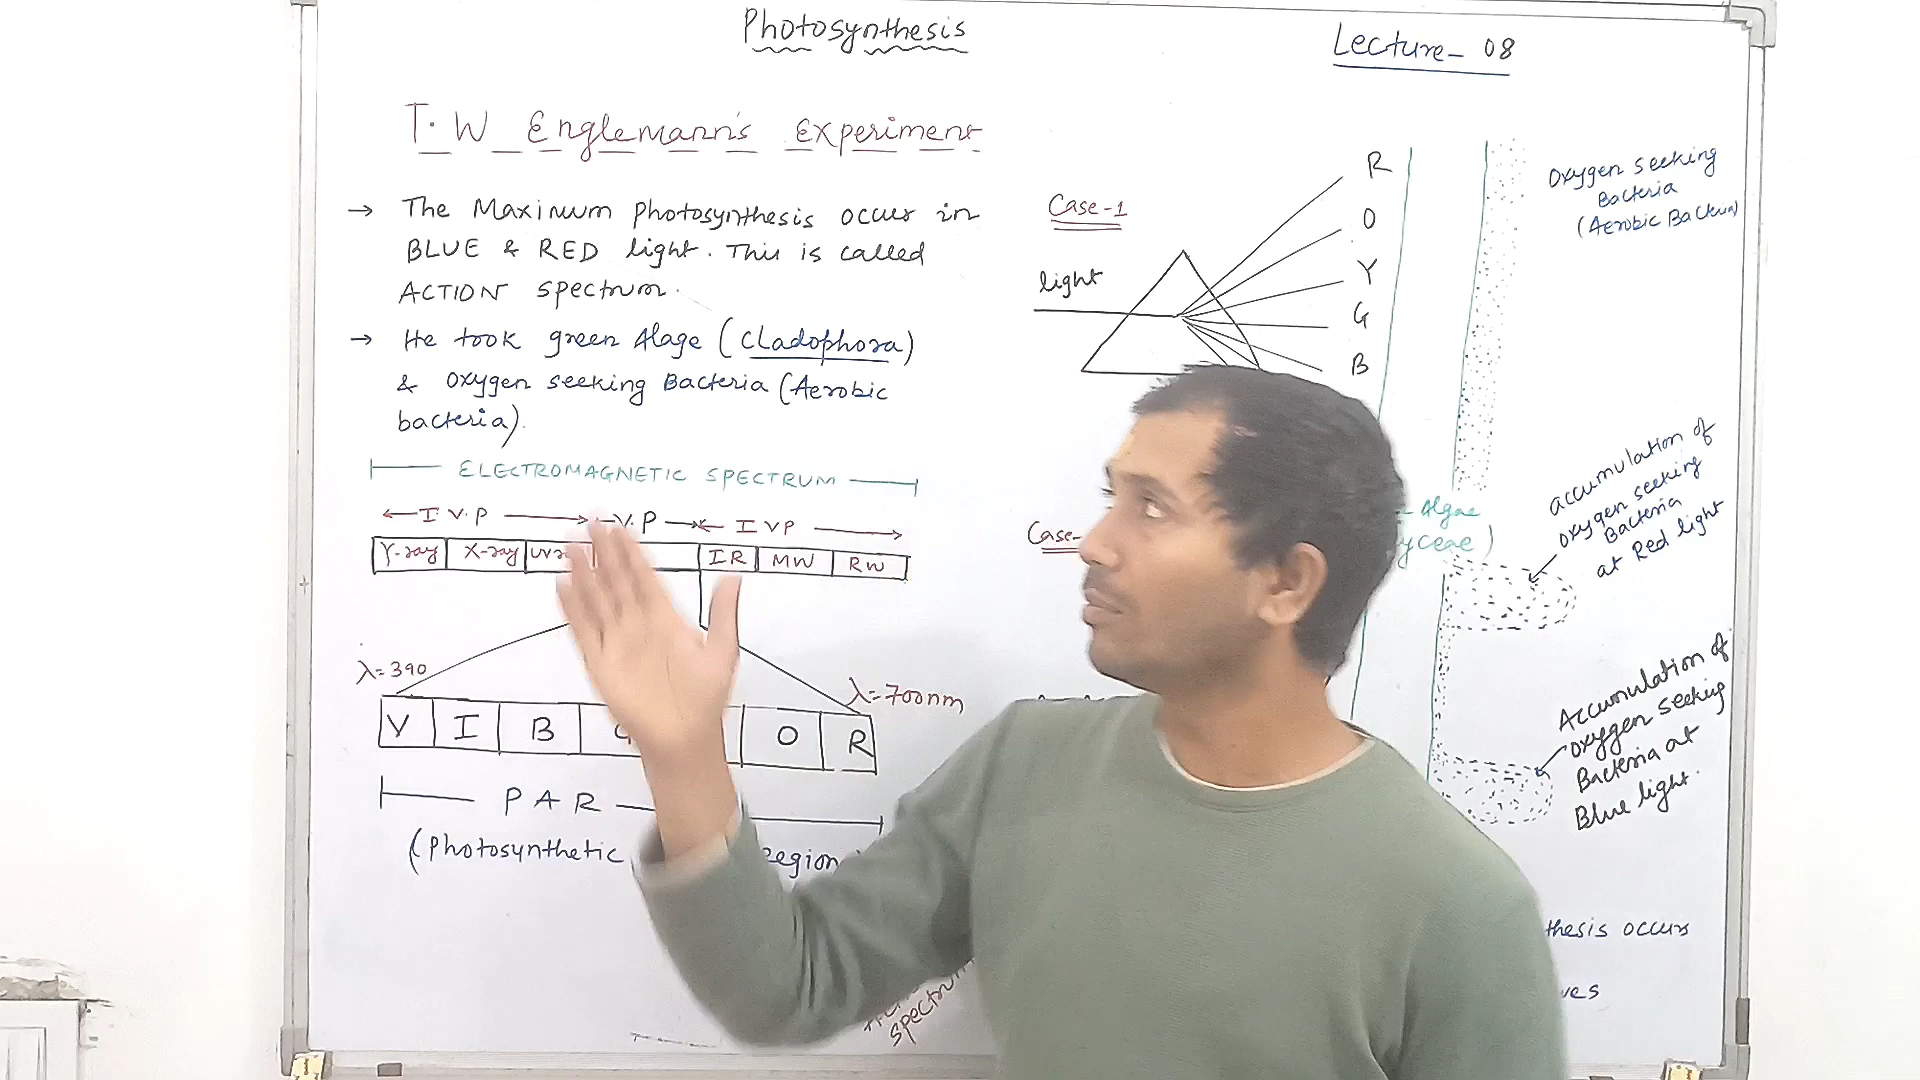 Photosynthesis
Lecture- 08
T. W Englemann's Experiment
→ The Maximum photosynthesis occur in
BLUE & RED light. This is called
ACTION spectrum.
→ He took green Alage (Cladophora)
& oxygen seeking Bacteria (Aerobic
bacteria).
ELECTROMAGNETIC SPECTRUM
I V.P V.P I VP
γ-ray X-ray IR MW RW
λ=390
λ=700nm
V I B O R
PAR
(Photosynthetic Region
spectrum
Case-1
light
R
O
Y
G
B
Oxygen seeking
Bacteria
(Aerobic Bacteria)
Case-
Algae
yceae)
accumulation of
oxygen seeking
Bacteria
at Red light
Accumulation of
oxygen seeking
Bacteria at
Blue light.
thesis occurs
ves